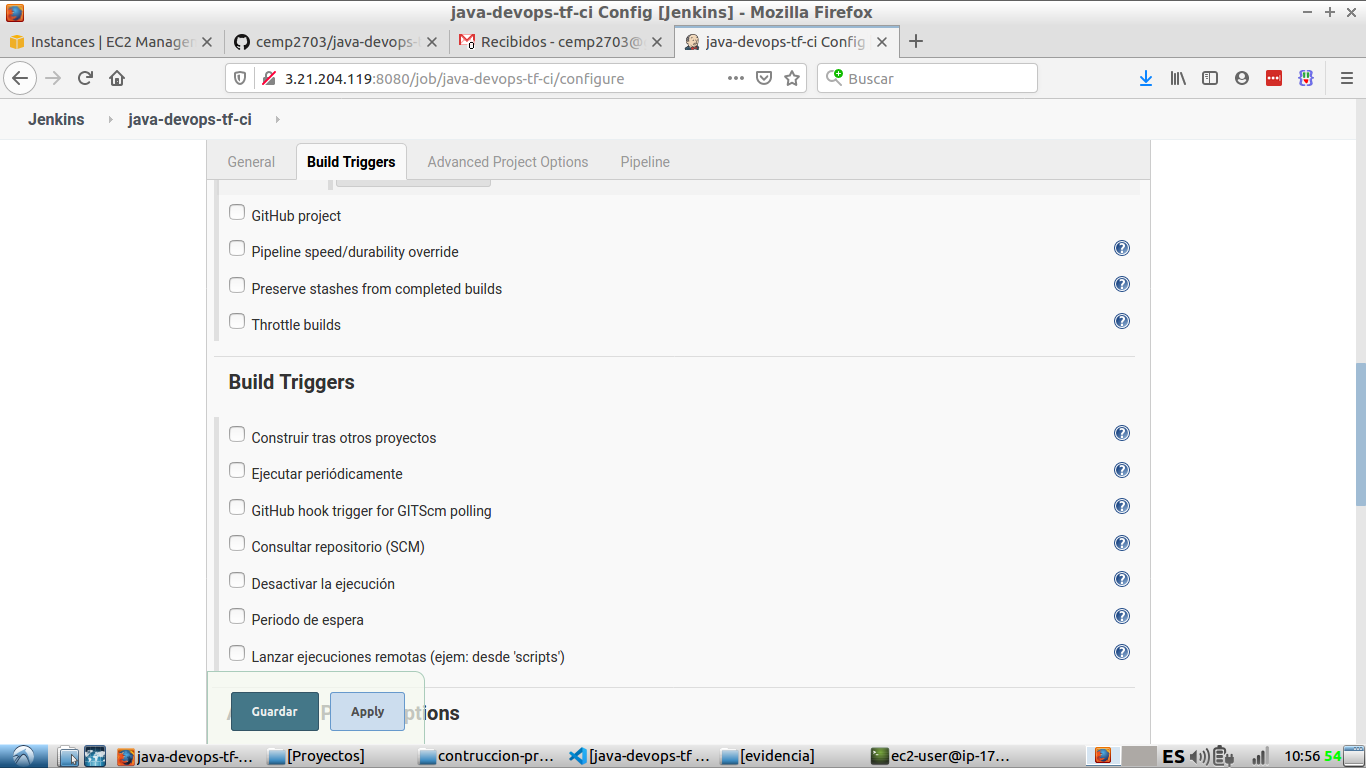 java-devops-tf-ci Config [Jenkins] - Mozilla Firefox
Instances | EC2 Manager
cemp2703/java-devops-
Recibidos - cemp2703@
java-devops-tf-ci Config
3.21.204.119:8080/job/java-devops-tf-ci/configure
Buscar
Jenkins
java-devops-tf-ci
General
Build Triggers
Advanced Project Options
Pipeline
GitHub project
Pipeline speed/durability override
Preserve stashes from completed builds
Throttle builds
Build Triggers
Construir tras otros proyectos
Ejecutar periódicamente
GitHub hook trigger for GITScm polling
Consultar repositorio (SCM)
Desactivar la ejecución
Periodo de espera
Lanzar ejecuciones remotas (ejem: desde 'scripts')
Guardar
Apply
java-devops-tf-...
[Proyectos]
contruccion-pr...
[java-devops-tf ...
[evidencia]
ec2-user@ip-17...
ES
10:56
54